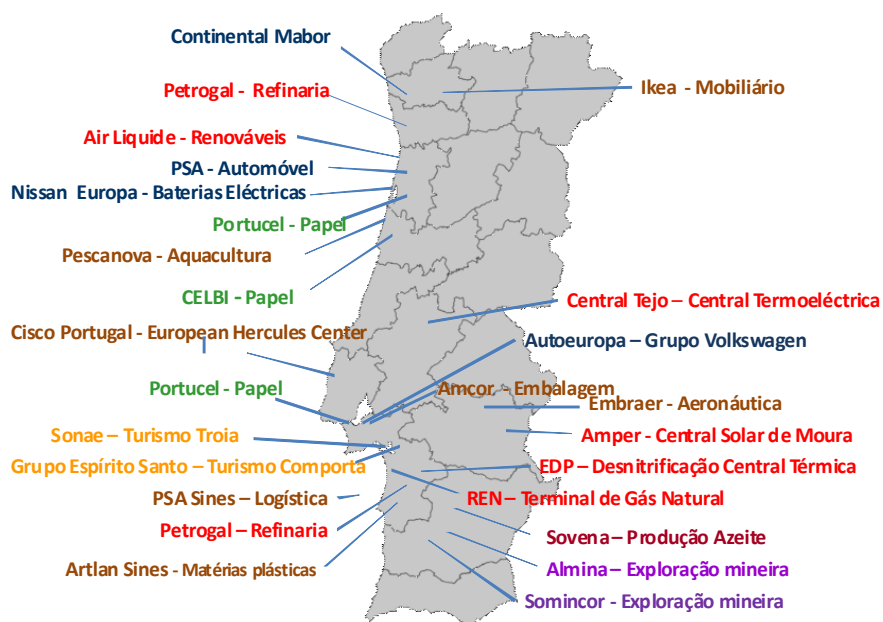 Continental Mabor
Petrogal - Refinaria
Ikea - Mobiliário
Air Liquide - Renováveis
PSA - Automóvel
Nissan Europa - Baterias Eléctricas
Portucel - Papel
Pescanova - Aquacultura
CELBI - Papel
Central Tejo – Central Termoeléctrica
Cisco Portugal - European Hercules Center
Autoeuropa – Grupo Volkswagen
Portucel - Papel
Amcor - Embalagem
Embraer - Aeronáutica
Sonae – Turismo Troia
Amper - Central Solar de Moura
Grupo Espírito Santo – Turismo Comporta
EDP – Desnitrificação Central Térmica
PSA Sines – Logística
REN – Terminal de Gás Natural
Petrogal – Refinaria
Sovena – Produção Azeite
Artlan Sines - Matérias plásticas
Almina – Exploração mineira
Somincor - Exploração mineira